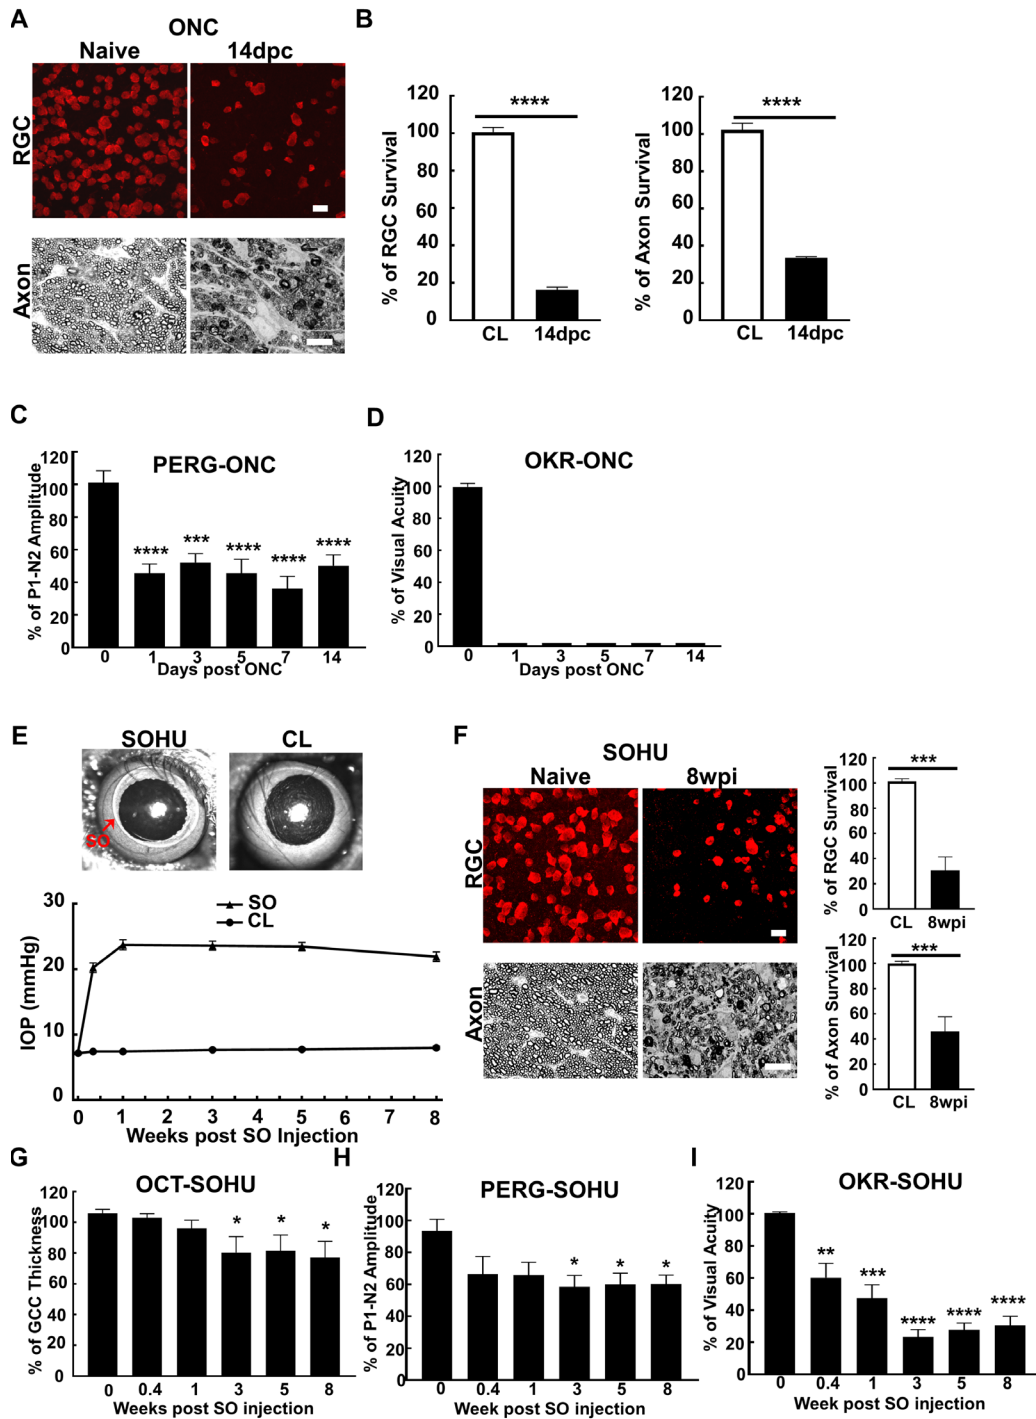 A
ONC
Naive 14dpc
RGC
Axon
B
% of RGC Survival
120
100
80
60
40
20
0
****
CL 14dpc
% of Axon Survival
120
100
80
60
40
20
0
****
CL 14dpc
C
PERG-ONC
% of P1-N2 Amplitude
120
100
80
60
40
20
0
**** *** **** **** ****
0 1 3 5 7 14
Days post ONC
D
OKR-ONC
% of Visual Acuity
120
100
80
60
40
20
0
0 1 3 5 7 14
Days post ONC
E
SOHU CL
SO
SO
CL
IOP (mmHg)
30
20
10
0
0 1 2 3 4 5 6 7 8
Weeks post SO Injection
F
SOHU
Naive 8wpi
RGC
Axon
% of RGC Survival
120
100
80
60
40
20
0
***
CL 8wpi
% of Axon Survival
120
100
80
60
40
20
0
***
CL 8wpi
G
OCT-SOHU
% of GCC Thickness
120
100
80
60
40
20
0
* * *
0 0.4 1 3 5 8
Weeks post SO injection
H
PERG-SOHU
% of P1-N2 Amplitude
120
100
80
60
40
20
0
* * *
0 0.4 1 3 5 8
Weeks post SO injection
I
OKR-SOHU
% of Visual Acuity
120
100
80
60
40
20
0
** *** **** **** ****
0 0.4 1 3 5 8
Weeks post SO injection